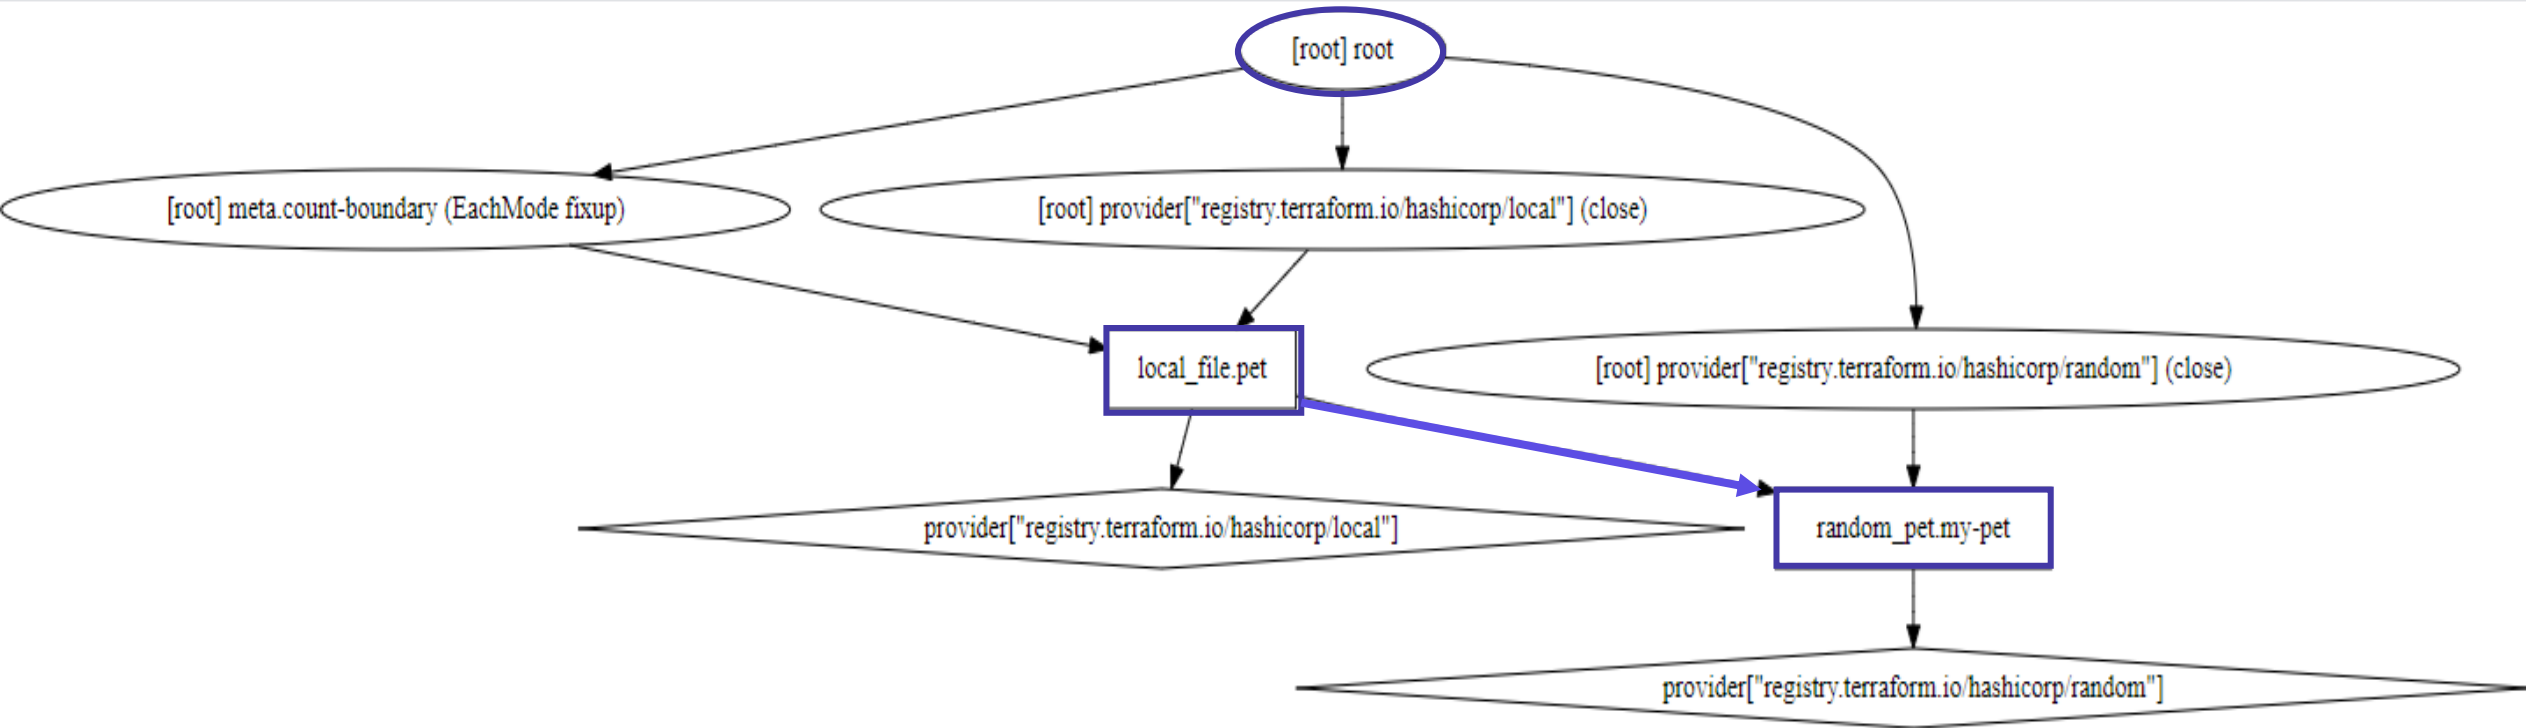 [root] root
[root] meta.count-boundary (EachMode fixup)
[root] provider["registry.terraform.io/hashicorp/local"] (close)
local_file.pet
[root] provider["registry.terraform.io/hashicorp/random"] (close)
provider["registry.terraform.io/hashicorp/local"]
random_pet.my-pet
provider["registry.terraform.io/hashicorp/random"]